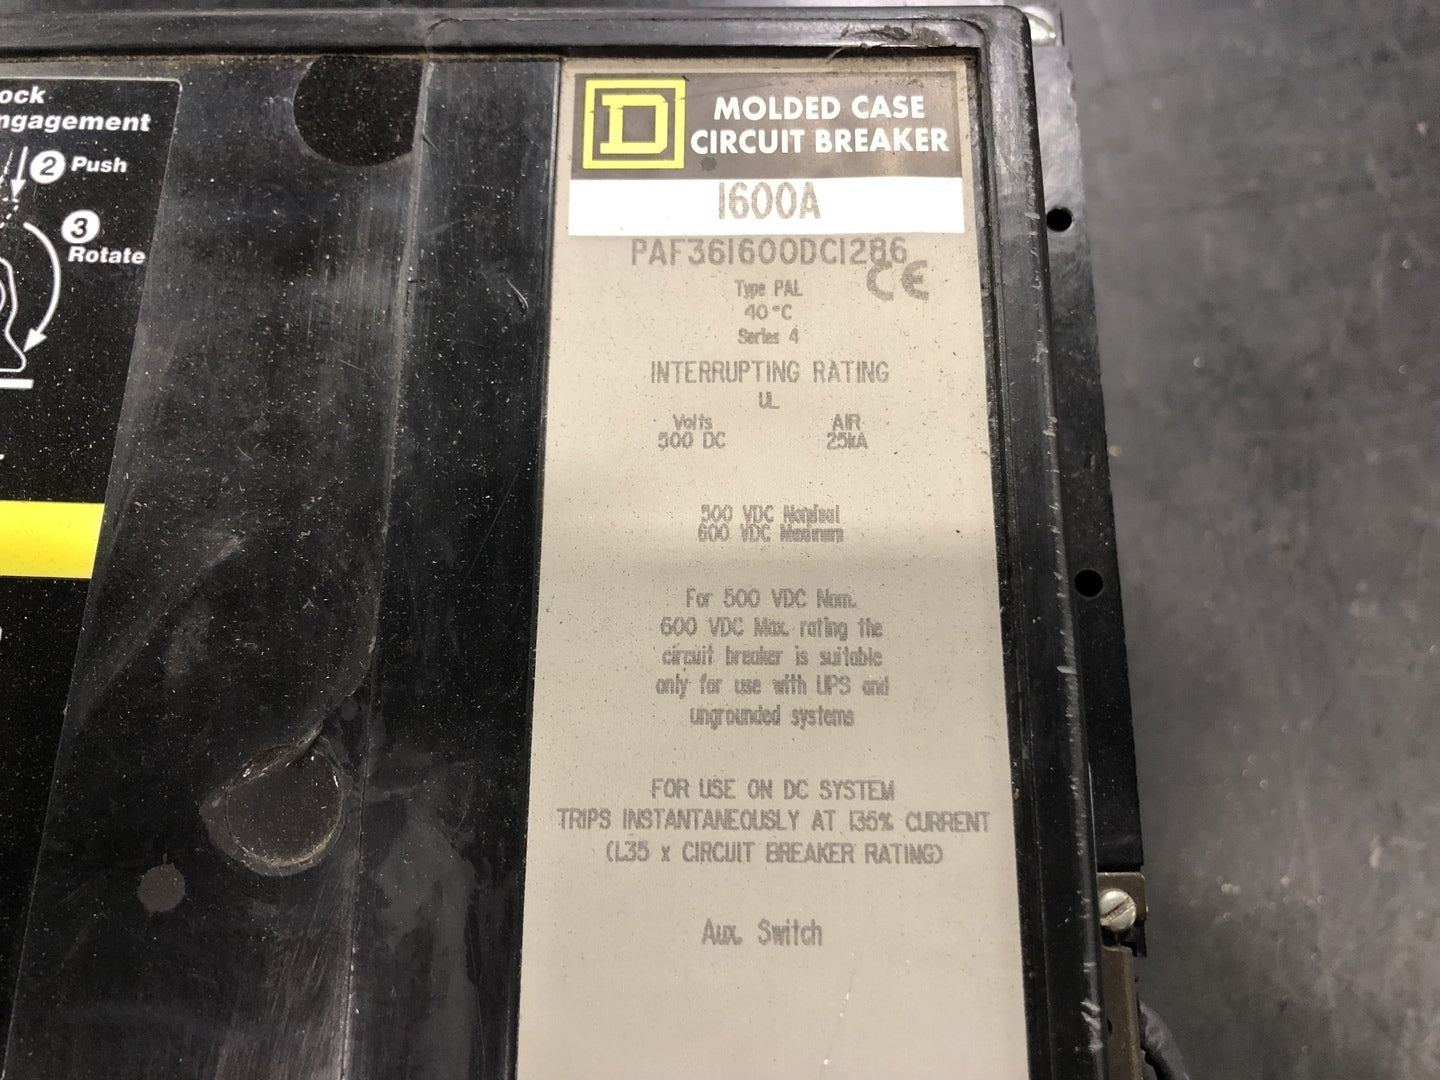 ock
ngagement
2 Push
3
Rotate
D
MOLDED CASE
CIRCUIT BREAKER
1600A
PAF361600DC1286
CE
Type PAL
40°C
Series 4
INTERRUPTING RATING
UL
Volts AIR
500 DC 25kA
500 VDC Nominal
600 VDC Maximum
For 500 VDC Nom.
600 VDC Max. rating the
circuit breaker is suitable
only for use with UPS and
ungrounded systems
FOR USE ON DC SYSTEM
TRIPS INSTANTANEOUSLY AT 135% CURRENT
(1.35 x CIRCUIT BREAKER RATING)
Aux. Switch